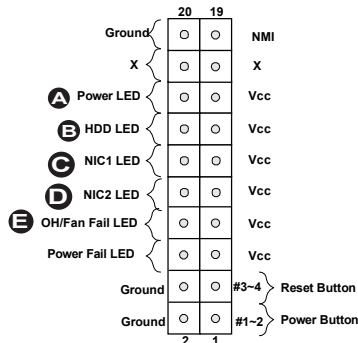 20 19
Ground NMI
X X
A Power LED Vcc
B HDD LED Vcc
C NIC1 LED Vcc
D NIC2 LED Vcc
E OH/Fan Fail LED Vcc
Power Fail LED Vcc
Ground #3~4 Reset Button
Ground #1~2 Power Button
2 1